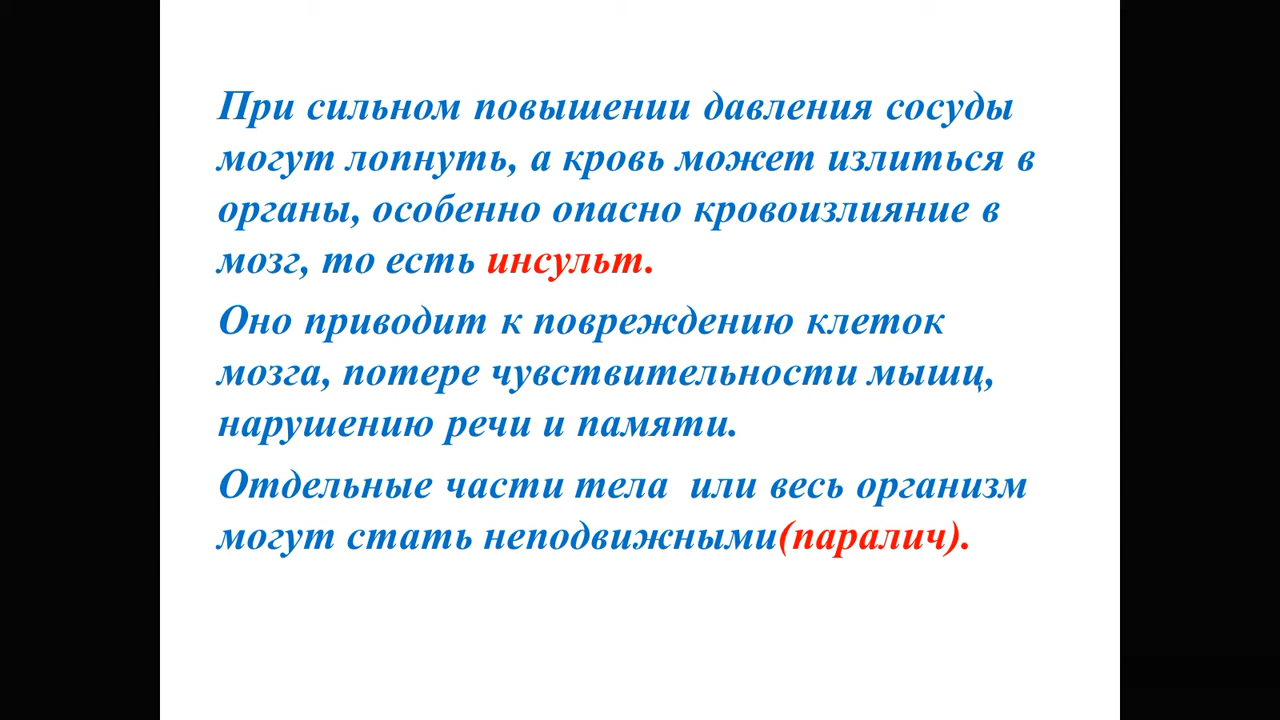 При сильном повышении давления сосуды
могут лопнуть, а кровь может излиться в
органы, особенно опасно кровоизлияние в
мозг, то есть инсульт.
Оно приводит к повреждению клеток
мозга, потере чувствительности мышц,
нарушению речи и памяти.
Отдельные части тела  или весь организм
могут стать неподвижными(паралич).